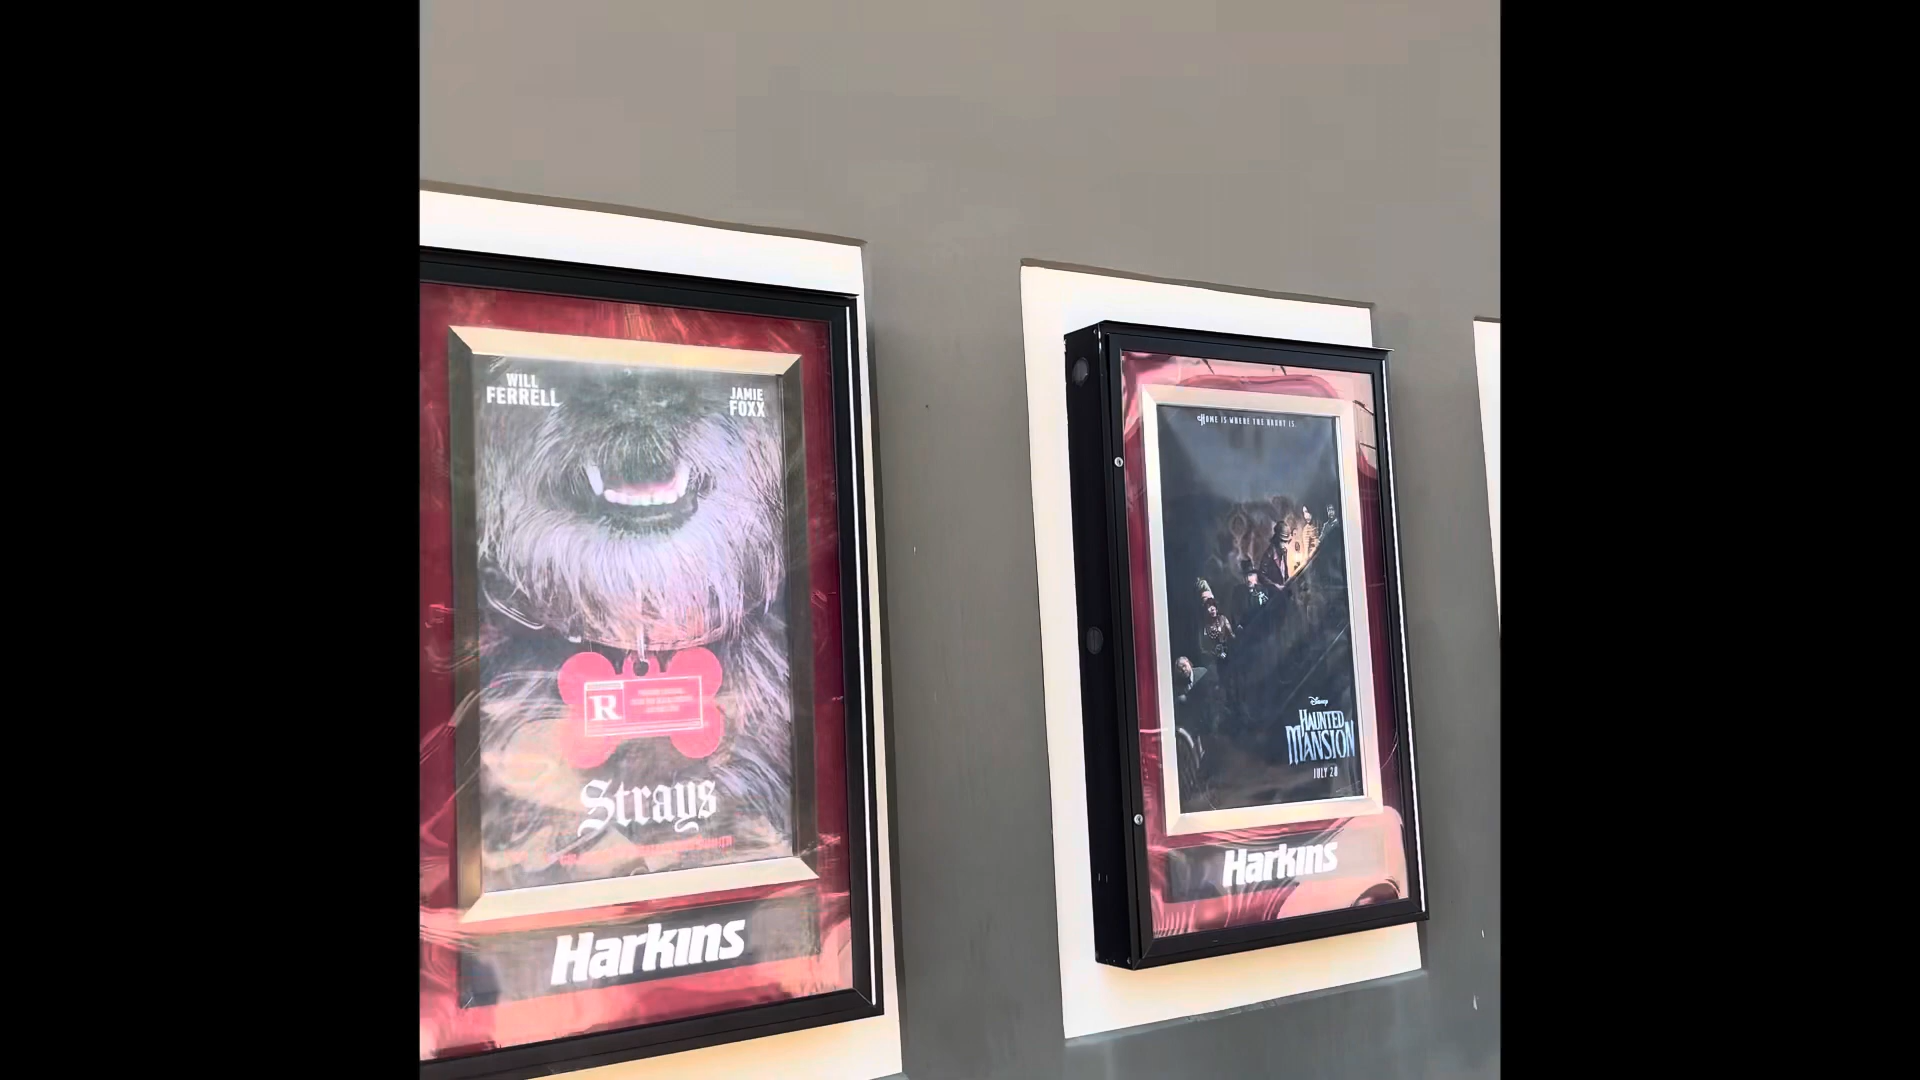 WILL
FERRELL
JAMIE
FOXX
R
Strays
Harkins
HOME IS WHERE THE HAUNT IS
Disney
HAUNTED
MANSION
JULY 28
Harkins